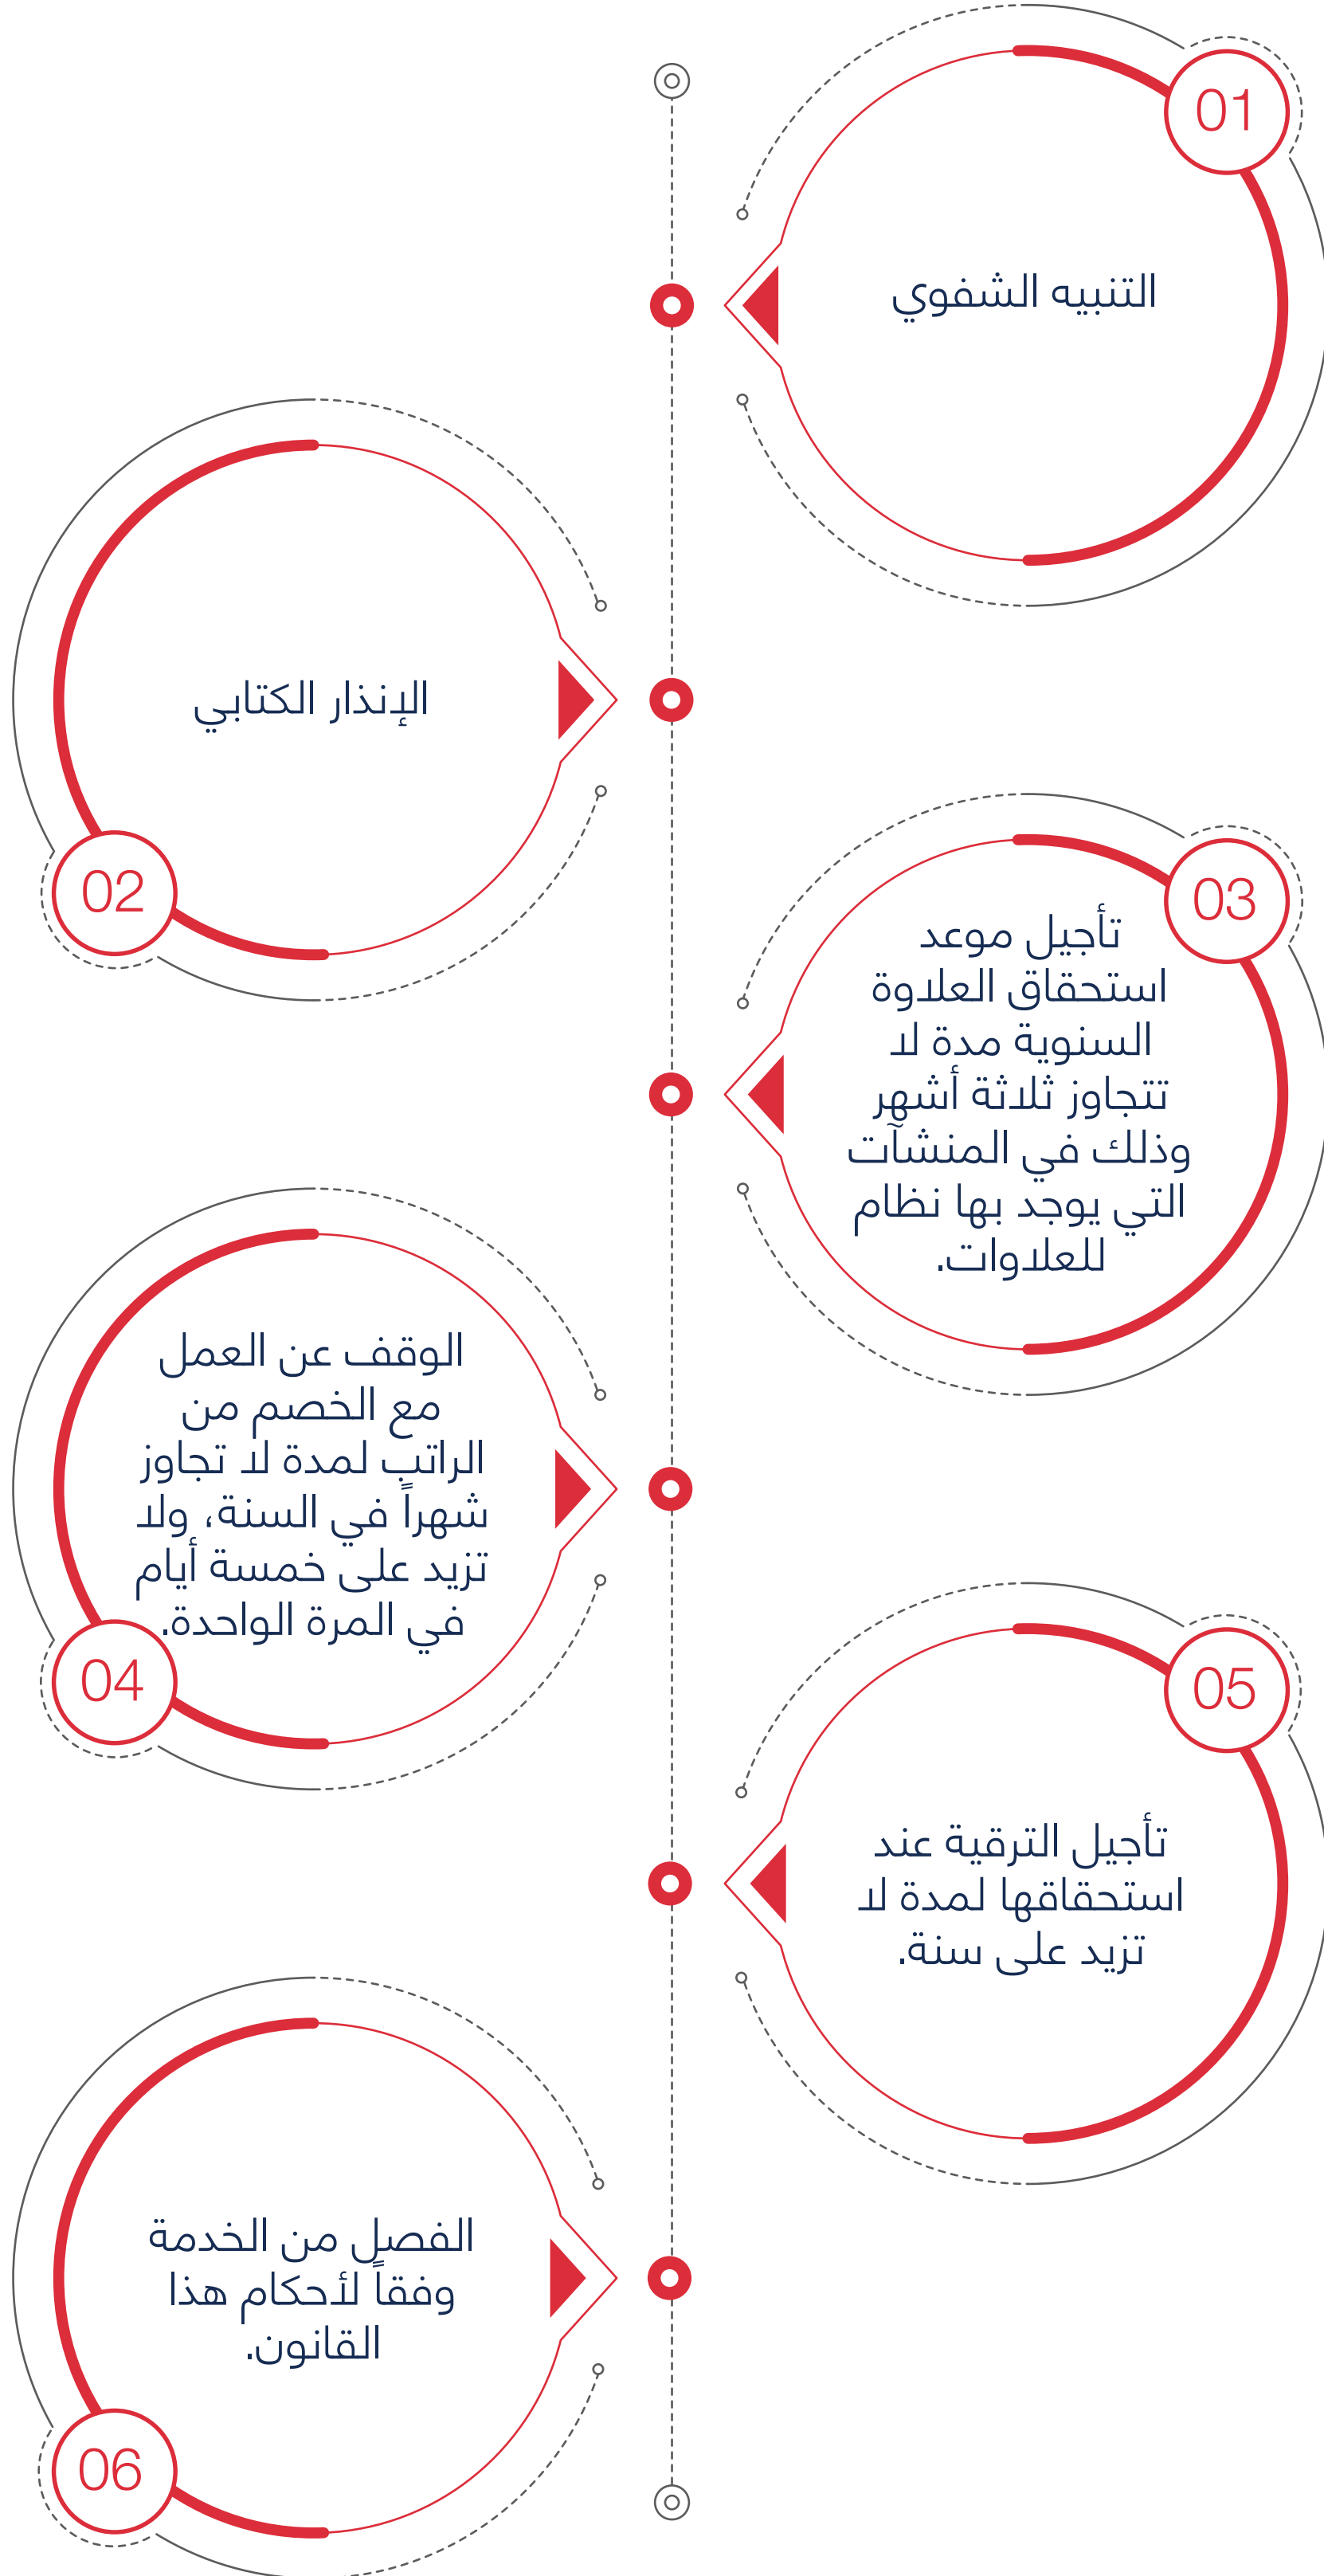 01
التنبيه الشفوي
02
الإنذار الكتابي
03
تأجيل موعد
استحقاق العلاوة
السنوية مدة لا
تتجاوز ثلاثة أشهر
وذلك في المنشآت
التي يوجد بها نظام
للعلاوات.
04
الوقف عن العمل
مع الخصم من
الراتب لمدة لا تجاوز
شهراً في السنة، ولا
تزيد على خمسة أيام
في المرة الواحدة.
05
تأجيل الترقية عند
استحقاقها لمدة لا
تزيد على سنة.
06
الفصل من الخدمة
وفقاً لأحكام هذا
القانون.